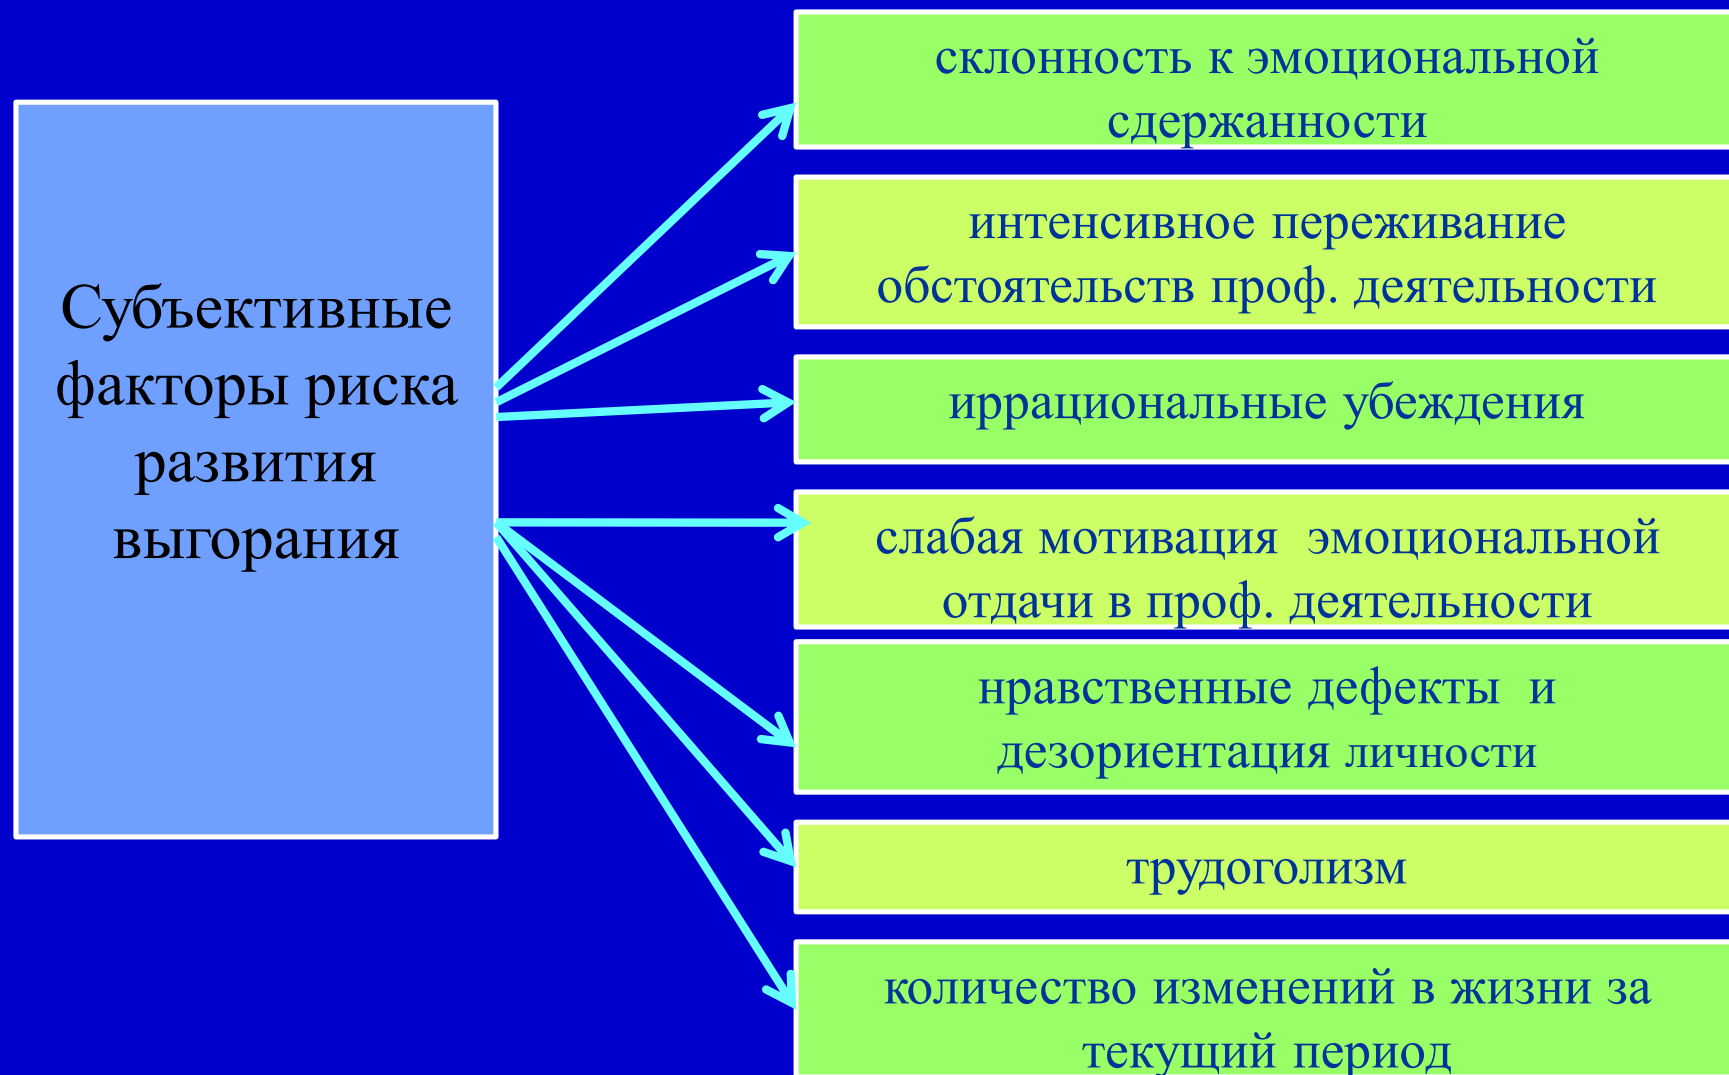 Субъективные
факторы риска
развития
выгорания
склонность к эмоциональной
сдержанности
интенсивное переживание
обстоятельств проф. деятельности
иррациональные убеждения
слабая мотивация  эмоциональной
отдачи в проф. деятельности
нравственные дефекты  и
дезориентация личности
трудоголизм
количество изменений в жизни за
текущий период